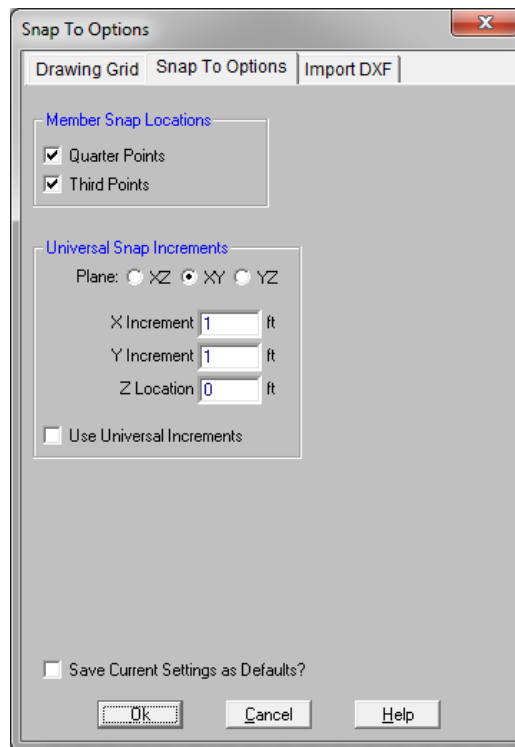 Snap To Options
Drawing Grid Snap To Options Import DXF
Member Snap Locations
Quarter Points
Third Points
Universal Snap Increments
Plane: XZ XY YZ
X Increment 1 ft
Y Increment 1 ft
Z Location 0 ft
Use Universal Increments
Save Current Settings as Defaults?
Ok Cancel Help